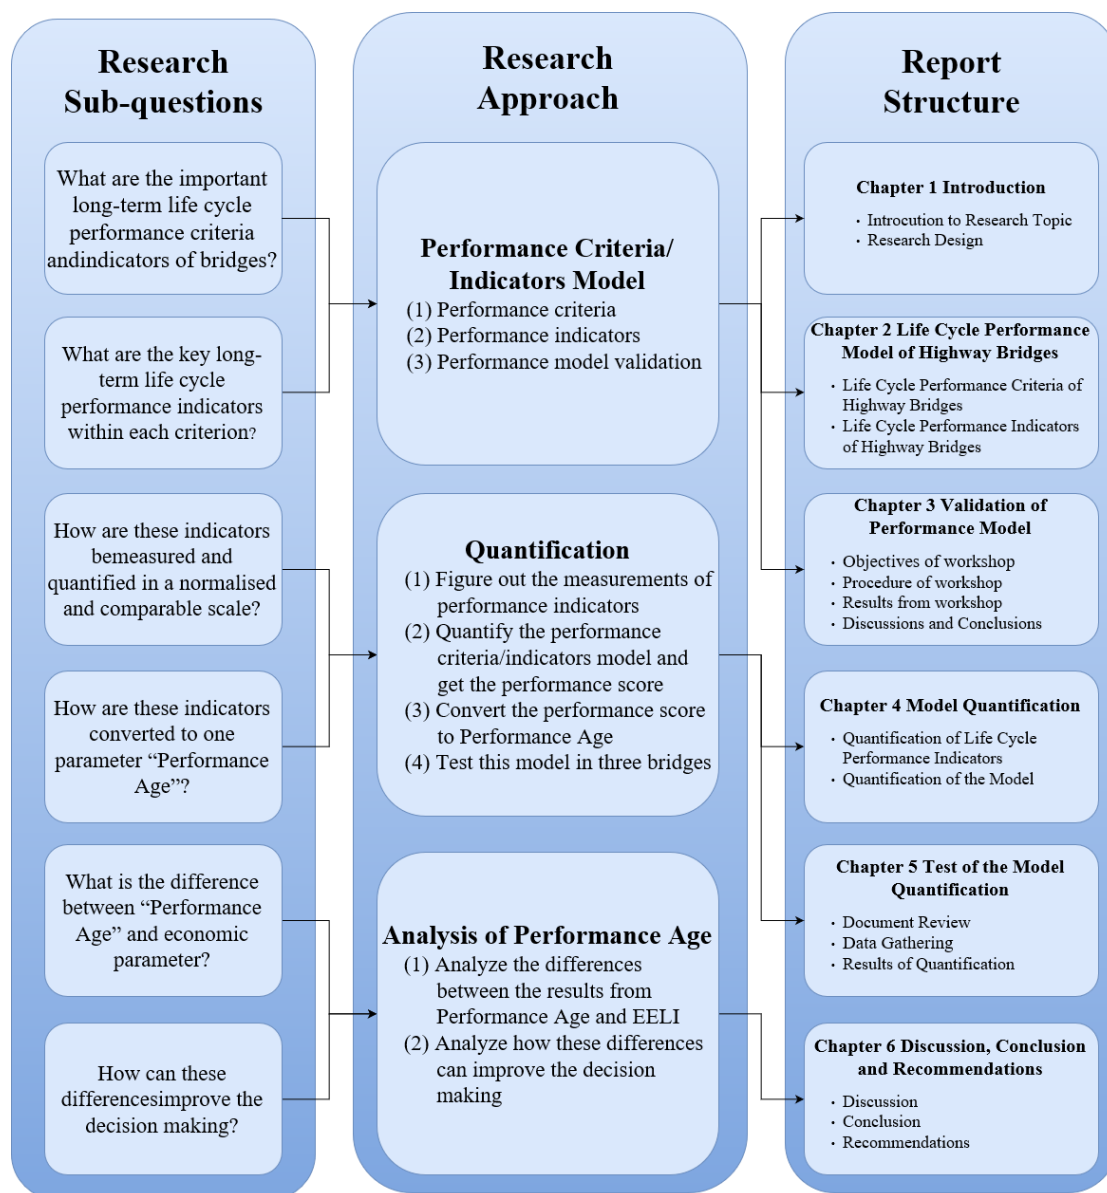 Research
Sub-questions
What are the important
long-term life cycle
performance criteria
andindicators of bridges?
What are the key long-
term life cycle
performance indicators
within each criterion?
How are these indicators
bemeasured and
quantified in a normalised
and comparable scale?
How are these indicators
converted to one
parameter “Performance
Age”?
What is the difference
between “Performance
Age” and economic
parameter?
How can these
differencesimprove the
decision making?
Research
Approach
Performance Criteria/
Indicators Model
(1) Performance criteria
(2) Performance indicators
(3) Performance model validation
Quantification
(1) Figure out the measurements of
performance indicators
(2) Quantify the performance
criteria/indicators model and
get the performance score
(3) Convert the performance score
to Performance Age
(4) Test this model in three bridges
Analysis of Performance Age
(1) Analyze the differences
between the results from
Performance Age and EELI
(2) Analyze how these differences
can improve the decision
making
Report
Structure
Chapter 1 Introduction
· Introcution to Research Topic
· Research Design
Chapter 2 Life Cycle Performance
Model of Highway Bridges
· Life Cycle Performance Criteria of
Highway Bridges
· Life Cycle Performance Indicators
of Highway Bridges
Chapter 3 Validation of
Performance Model
· Objectives of workshop
· Procedure of workshop
· Results from workshop
· Discussions and Conclusions
Chapter 4 Model Quantification
· Quantification of Life Cycle
Performance Indicators
· Quantification of the Model
Chapter 5 Test of the Model
Quantification
· Document Review
· Data Gathering
· Results of Quantification
Chapter 6 Discussion, Conclusion
and Recommendations
· Discussion
· Conclusion
· Recommendations